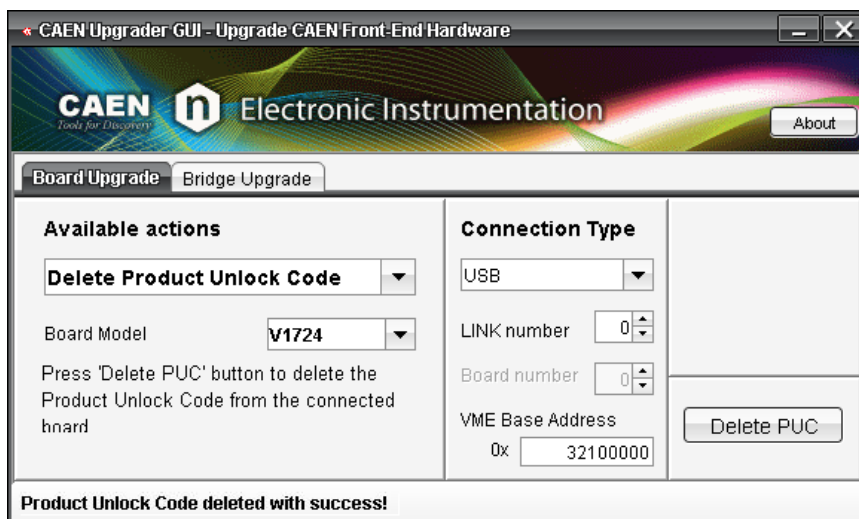 CAEN Upgrader GUI - Upgrade CAEN Front-End Hardware
CAEN n Electronic Instrumentation
Tools for Discovery
About
Board Upgrade Bridge Upgrade
Available actions
Delete Product Unlock Code
Board Model V1724
Press 'Delete PUC' button to delete the
Product Unlock Code from the connected
board
Connection Type
USB
LINK number 0
Board number 0
VME Base Address
0x 32100000
Delete PUC
Product Unlock Code deleted with success!